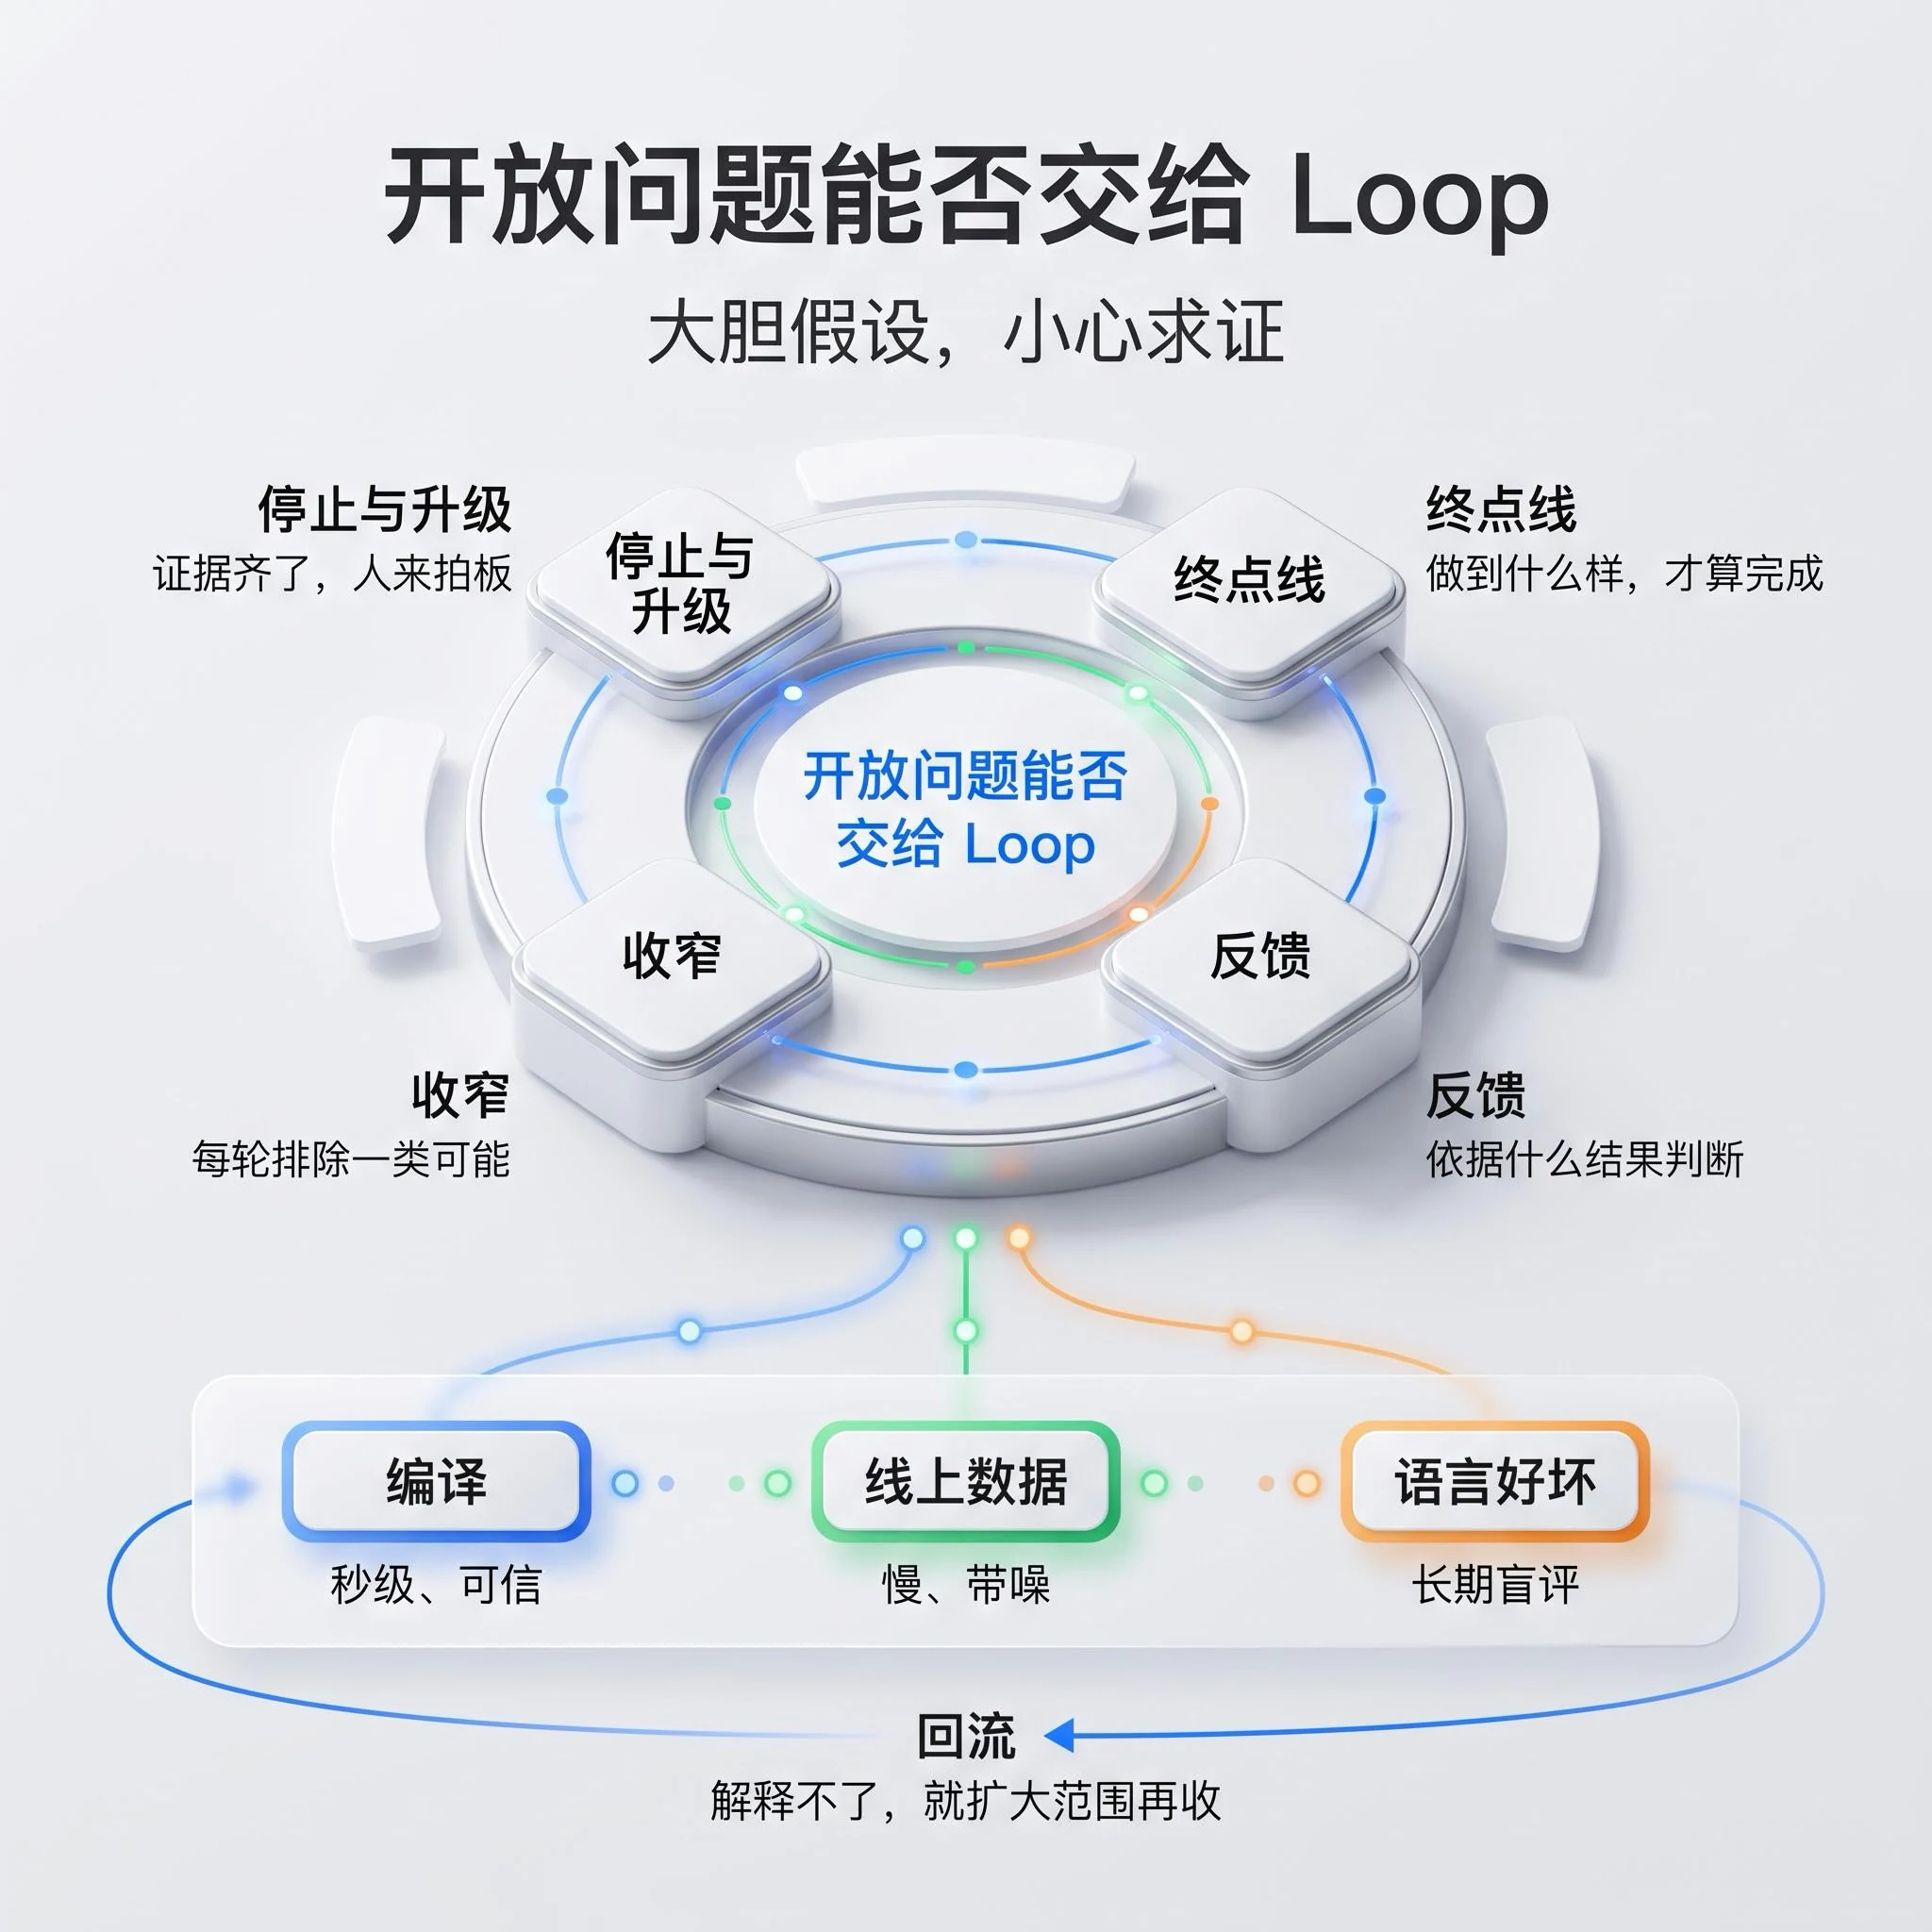 开放问题能否交给 Loop
大胆假设，小心求证
停止与升级
证据齐了，人来拍板
停止与
升级
终点线
终点线
做到什么样，才算完成
开放问题能否
交给 Loop
收窄
反馈
收窄
每轮排除一类可能
反馈
依据什么结果判断
编译
线上数据
语言好坏
秒级、可信
慢、带噪
长期盲评
回流
解释不了，就扩大范围再收